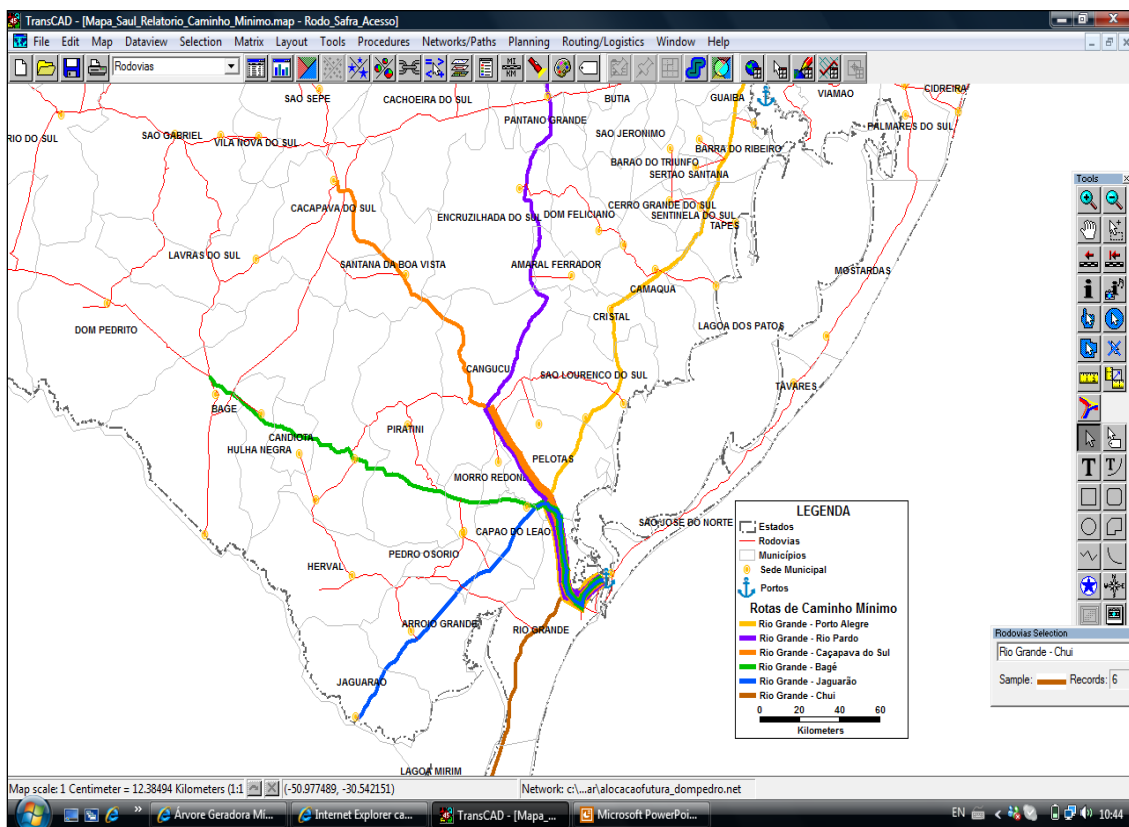 TransCAD - [Mapa_Saul_Relatorio_Caminho_Minimo.map - Rodo_Safra_Acesso]
File Edit Map Dataview Selection Matrix Layout Tools Procedures Networks/Paths Planning Routing/Logistics Window Help
Rodovias
MI
KM
SAO SEPE
CACHOEIRA DO SUL
BUTIA
GUAIBA
VIAMAO
CIDREIRA
PANTANO GRANDE
PALMARES DO SUL
RIO DO SUL
SAO GABRIEL
VILA NOVA DO SUL
SAO JERONIMO
BARRA DO RIBEIRO
BARAO DO TRIUNFO
SERTAO SANTANA
CACAPAVA DO SUL
ENCRUZILHADA DO SUL
DOM FELICIANO
CERRO GRANDE DO SUL
SENTINELA DO SUL
TAPES
LAVRAS DO SUL
SANTANA DA BOA VISTA
AMARAL FERRADOR
MOSTARDAS
CAMAQUA
CRISTAL
DOM PEDRITO
LAGOA DOS PATOS
CANGUCU
SAO LOURENCO DO SUL
TAVARES
BAGE
CANDIOTA
PIRATINI
HULHA NEGRA
PELOTAS
MORRO REDOND
SAO JOSE DO NORTE
CAPAO DO LEAO
PEDRO OSORIO
HERVAL
ARROIO GRANDE
RIO GRANDE
JAGUARAO
LAGOA MIRIM
LEGENDA
Estados
Rodovias
Municípios
Sede Municipal
Portos
Rotas de Caminho Mínimo
Rio Grande - Porto Alegre
Rio Grande - Rio Pardo
Rio Grande - Caçapava do Sul
Rio Grande - Bagé
Rio Grande - Jaguarão
Rio Grande - Chui
0 20 40 60
Kilometers
Tools
Rodovias Selection
Rio Grande - Chui
Sample: Records: 6
Map scale: 1 Centimeter = 12.38494 Kilometers (1:1 (-50.977489, -30.542151) Network: c:\...ar\alocacaofutura_dompedro.net
Árvore Geradora Mí... Internet Explorer ca... TransCAD - [Mapa_... Microsoft PowerPoi... EN 10:44